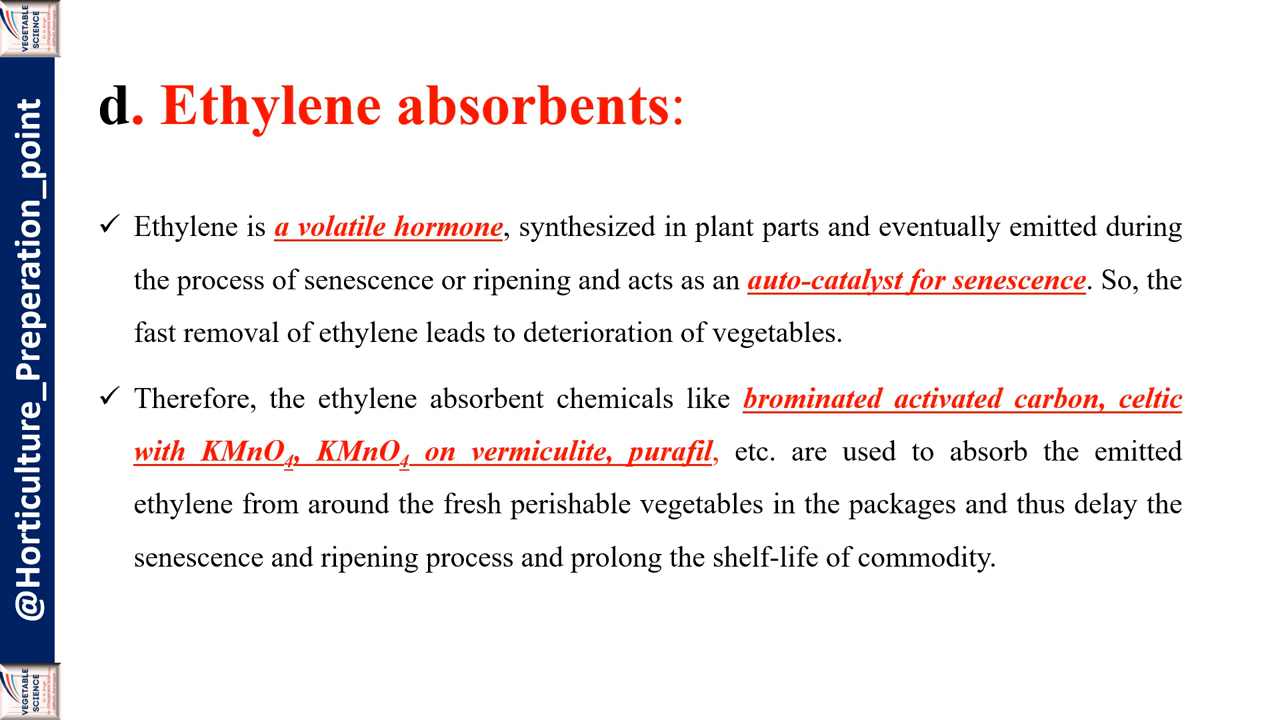 VEGETABLE
SCIENCE
@Horticulture_Preperation_point
d. Ethylene absorbents:
✓ Ethylene is a volatile hormone, synthesized in plant parts and eventually emitted during
the process of senescence or ripening and acts as an auto-catalyst for senescence. So, the
fast removal of ethylene leads to deterioration of vegetables.
✓ Therefore, the ethylene absorbent chemicals like brominated activated carbon, celtic
with KMnO4, KMnO4 on vermiculite, purafil, etc. are used to absorb the emitted
ethylene from around the fresh perishable vegetables in the packages and thus delay the
senescence and ripening process and prolong the shelf-life of commodity.
VEGETABLE
SCIENCE